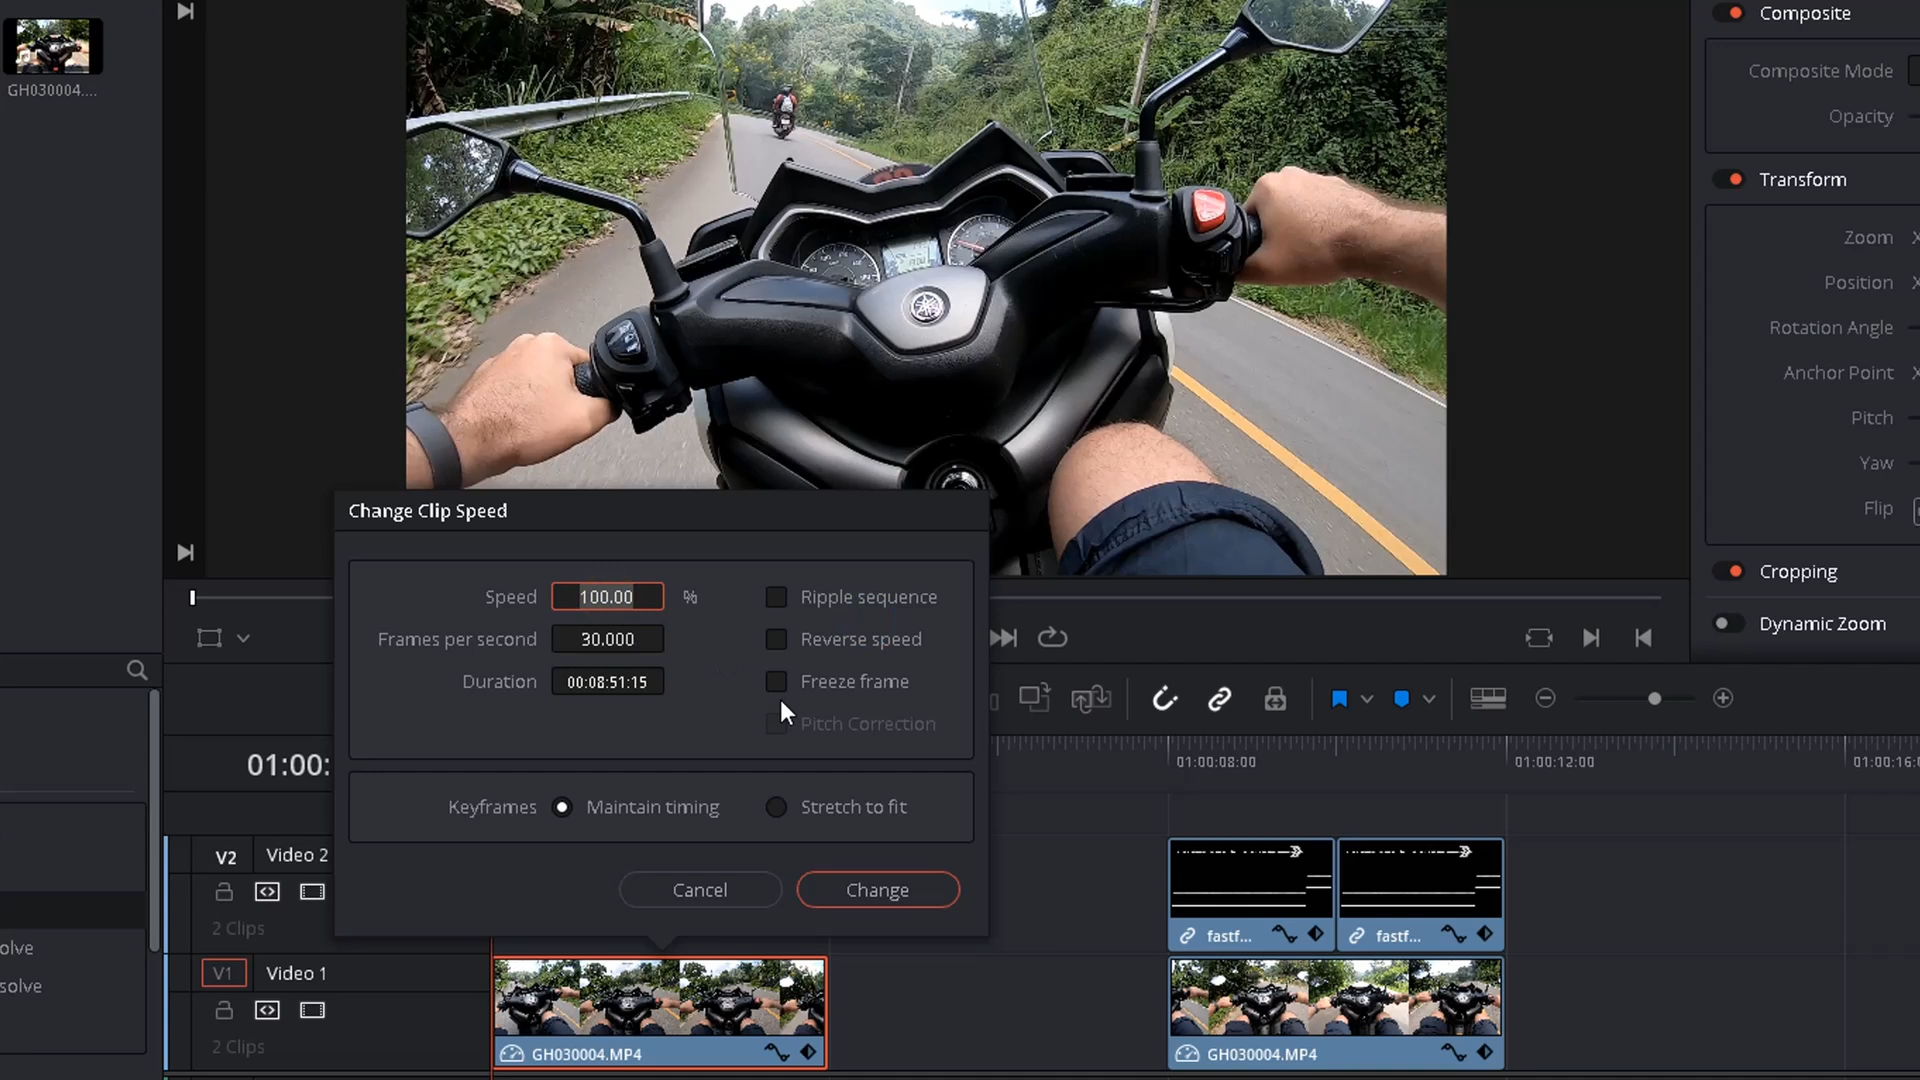 Composite
GH030004....
Composite Mode
Opacity
Transform
Zoom X
Position X
Rotation Angle
Anchor Point X
Pitch
Yaw
Flip
Change Clip Speed
Speed 100.00 % Ripple sequence
Frames per second 30.000 Reverse speed
Duration 00:08:51:15 Freeze frame
Pitch Correction
Keyframes Maintain timing Stretch to fit
Cancel Change
Cropping
Dynamic Zoom
01:00:
01:00:08:00 01:00:12:00 01:00:16:0
V2 Video 2
2 Clips
fastf... fastf...
olve
solve
V1 Video 1
2 Clips
GH030004.MP4 GH030004.MP4